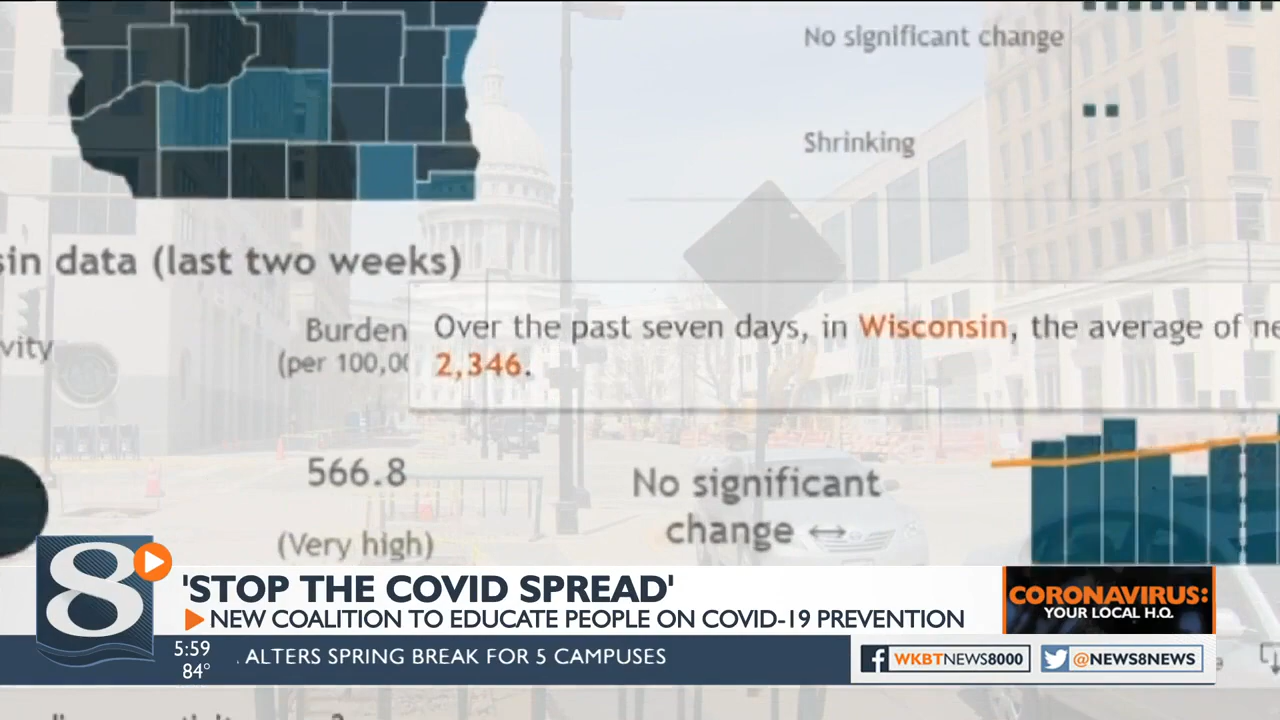 No significant change
Shrinking
sin data (last two weeks)
vity
Burden
(per 100,00
Over the past seven days, in Wisconsin, the average of ne
2,346.
566.8
(Very high)
No significant
change ↔
8
'STOP THE COVID SPREAD'
NEW COALITION TO EDUCATE PEOPLE ON COVID-19 PREVENTION
CORONAVIRUS:
YOUR LOCAL H.Q.
5:59
84°
. ALTERS SPRING BREAK FOR 5 CAMPUSES
WKBTNEWS8000
@NEWS8NEWS